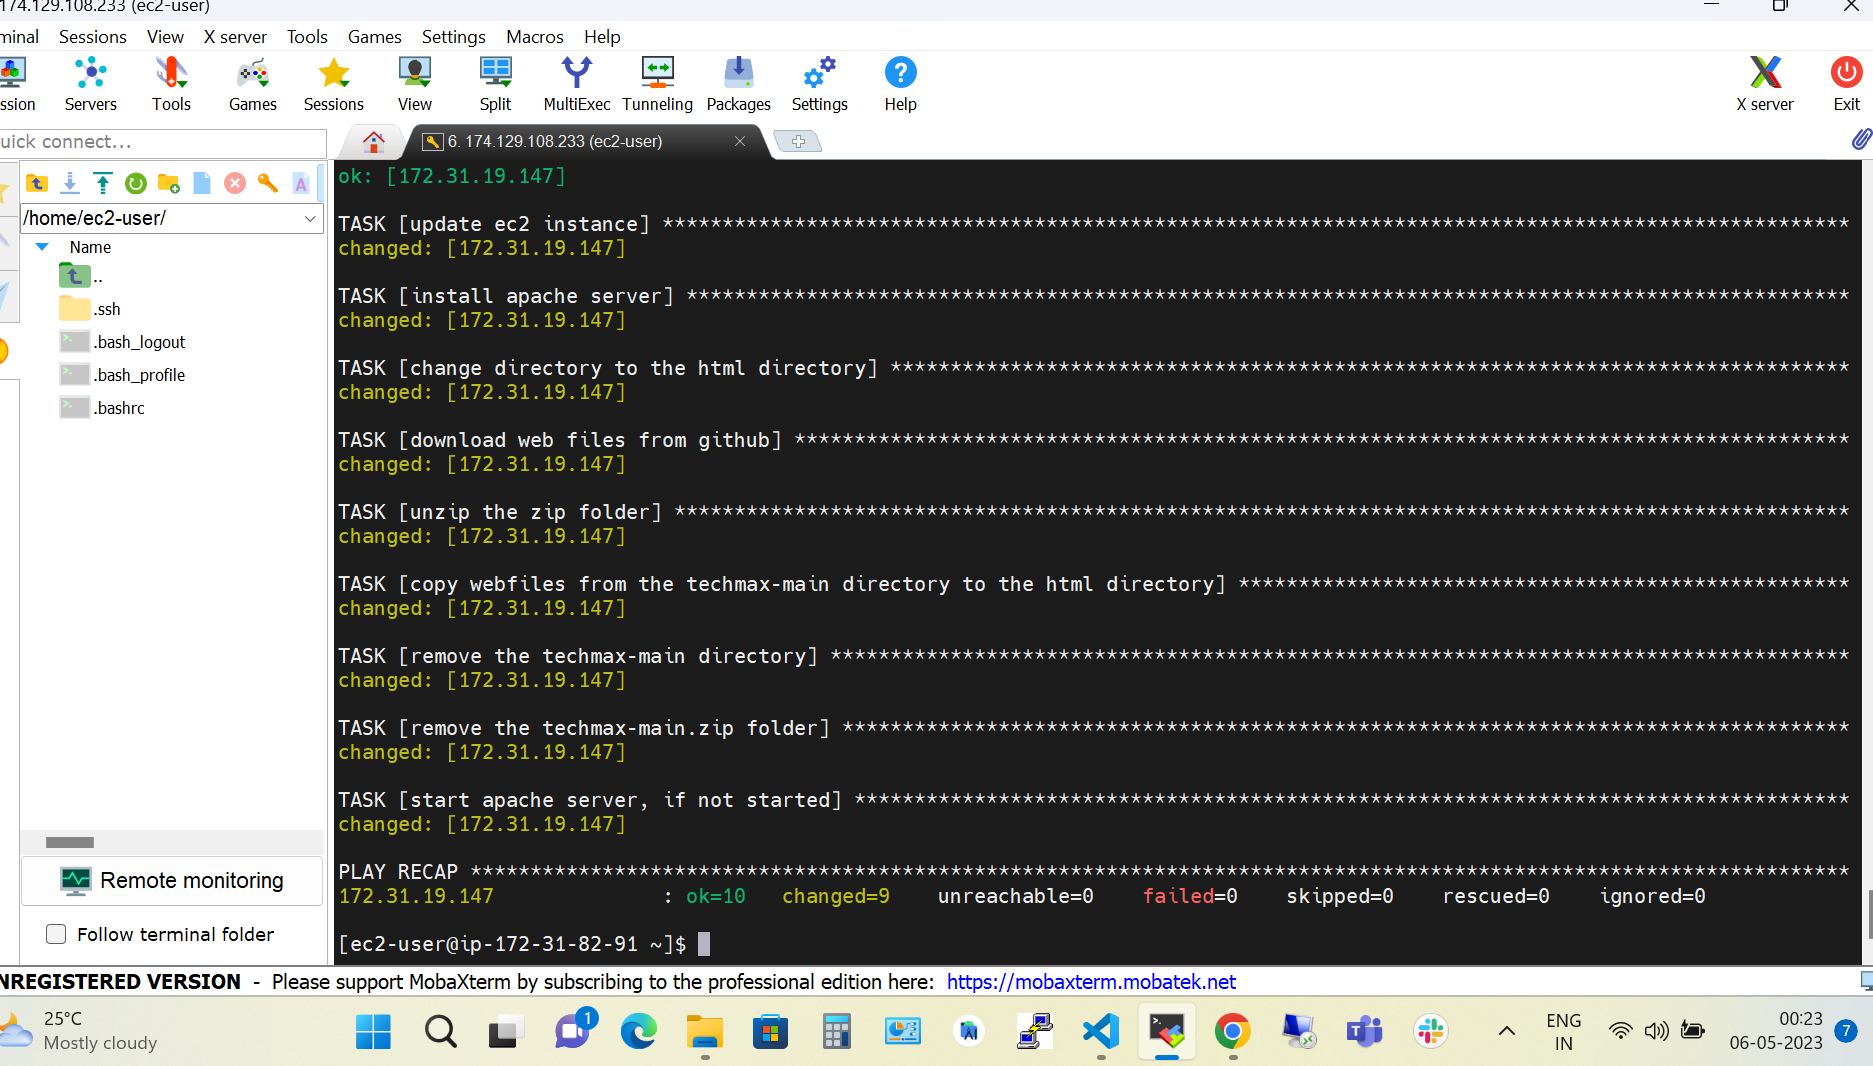 174.129.108.233 (ec2-user)
minal Sessions View X server Tools Games Settings Macros Help
ssion Servers Tools Games Sessions View Split MultiExec Tunneling Packages Settings Help X server Exit
uick connect...
6. 174.129.108.233 (ec2-user)
/home/ec2-user/
Name
..
.ssh
.bash_logout
.bash_profile
.bashrc
Remote monitoring
Follow terminal folder
ok: [172.31.19.147]
TASK [update ec2 instance] ***************************************************************************************************
changed: [172.31.19.147]
TASK [install apache server] *************************************************************************************************
changed: [172.31.19.147]
TASK [change directory to the html directory] ********************************************************************************
changed: [172.31.19.147]
TASK [download web files from github] ****************************************************************************************
changed: [172.31.19.147]
TASK [unzip the zip folder] **************************************************************************************************
changed: [172.31.19.147]
TASK [copy webfiles from the techmax-main directory to the html directory] ***************************************************
changed: [172.31.19.147]
TASK [remove the techmax-main directory] *************************************************************************************
changed: [172.31.19.147]
TASK [remove the techmax-main.zip folder] ************************************************************************************
changed: [172.31.19.147]
TASK [start apache server, if not started] ***********************************************************************************
changed: [172.31.19.147]
PLAY RECAP *******************************************************************************************************************
172.31.19.147 : ok=10 changed=9 unreachable=0 failed=0 skipped=0 rescued=0 ignored=0
[ec2-user@ip-172-31-82-91 ~]$
NREGISTERED VERSION - Please support MobaXterm by subscribing to the professional edition here: https://mobaxterm.mobatek.net
25°C
Mostly cloudy
1
ENG
IN
00:23
06-05-2023
7